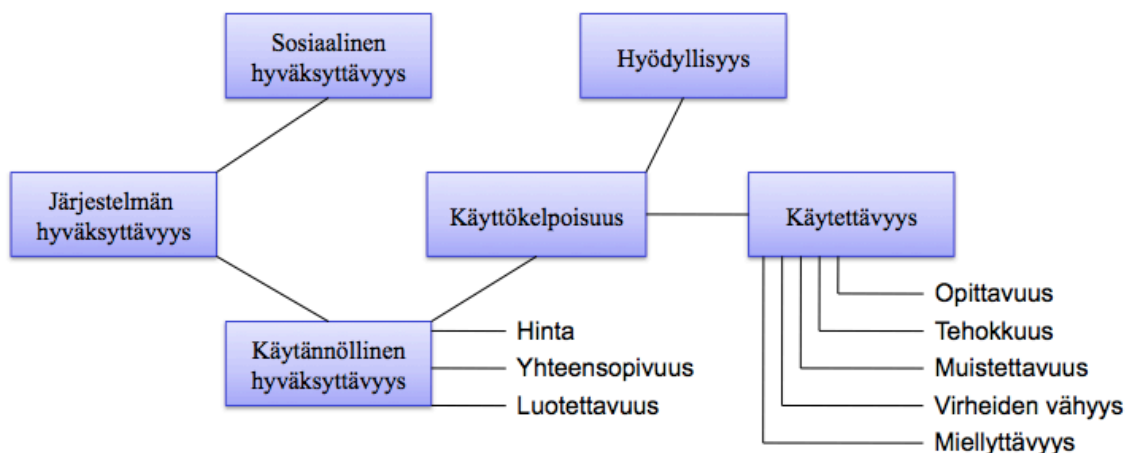 Sosiaalinen
hyväksyttävyys
Hyödyllisyys
Järjestelmän
hyväksyttävyys
Käyttökelpoisuus
Käytettävyys
Käytännöllinen
hyväksyttävyys
Hinta
Yhteensopivuus
Luotettavuus
Opittavuus
Tehokkuus
Muistettavuus
Virheiden vähyys
Miellyttävyys